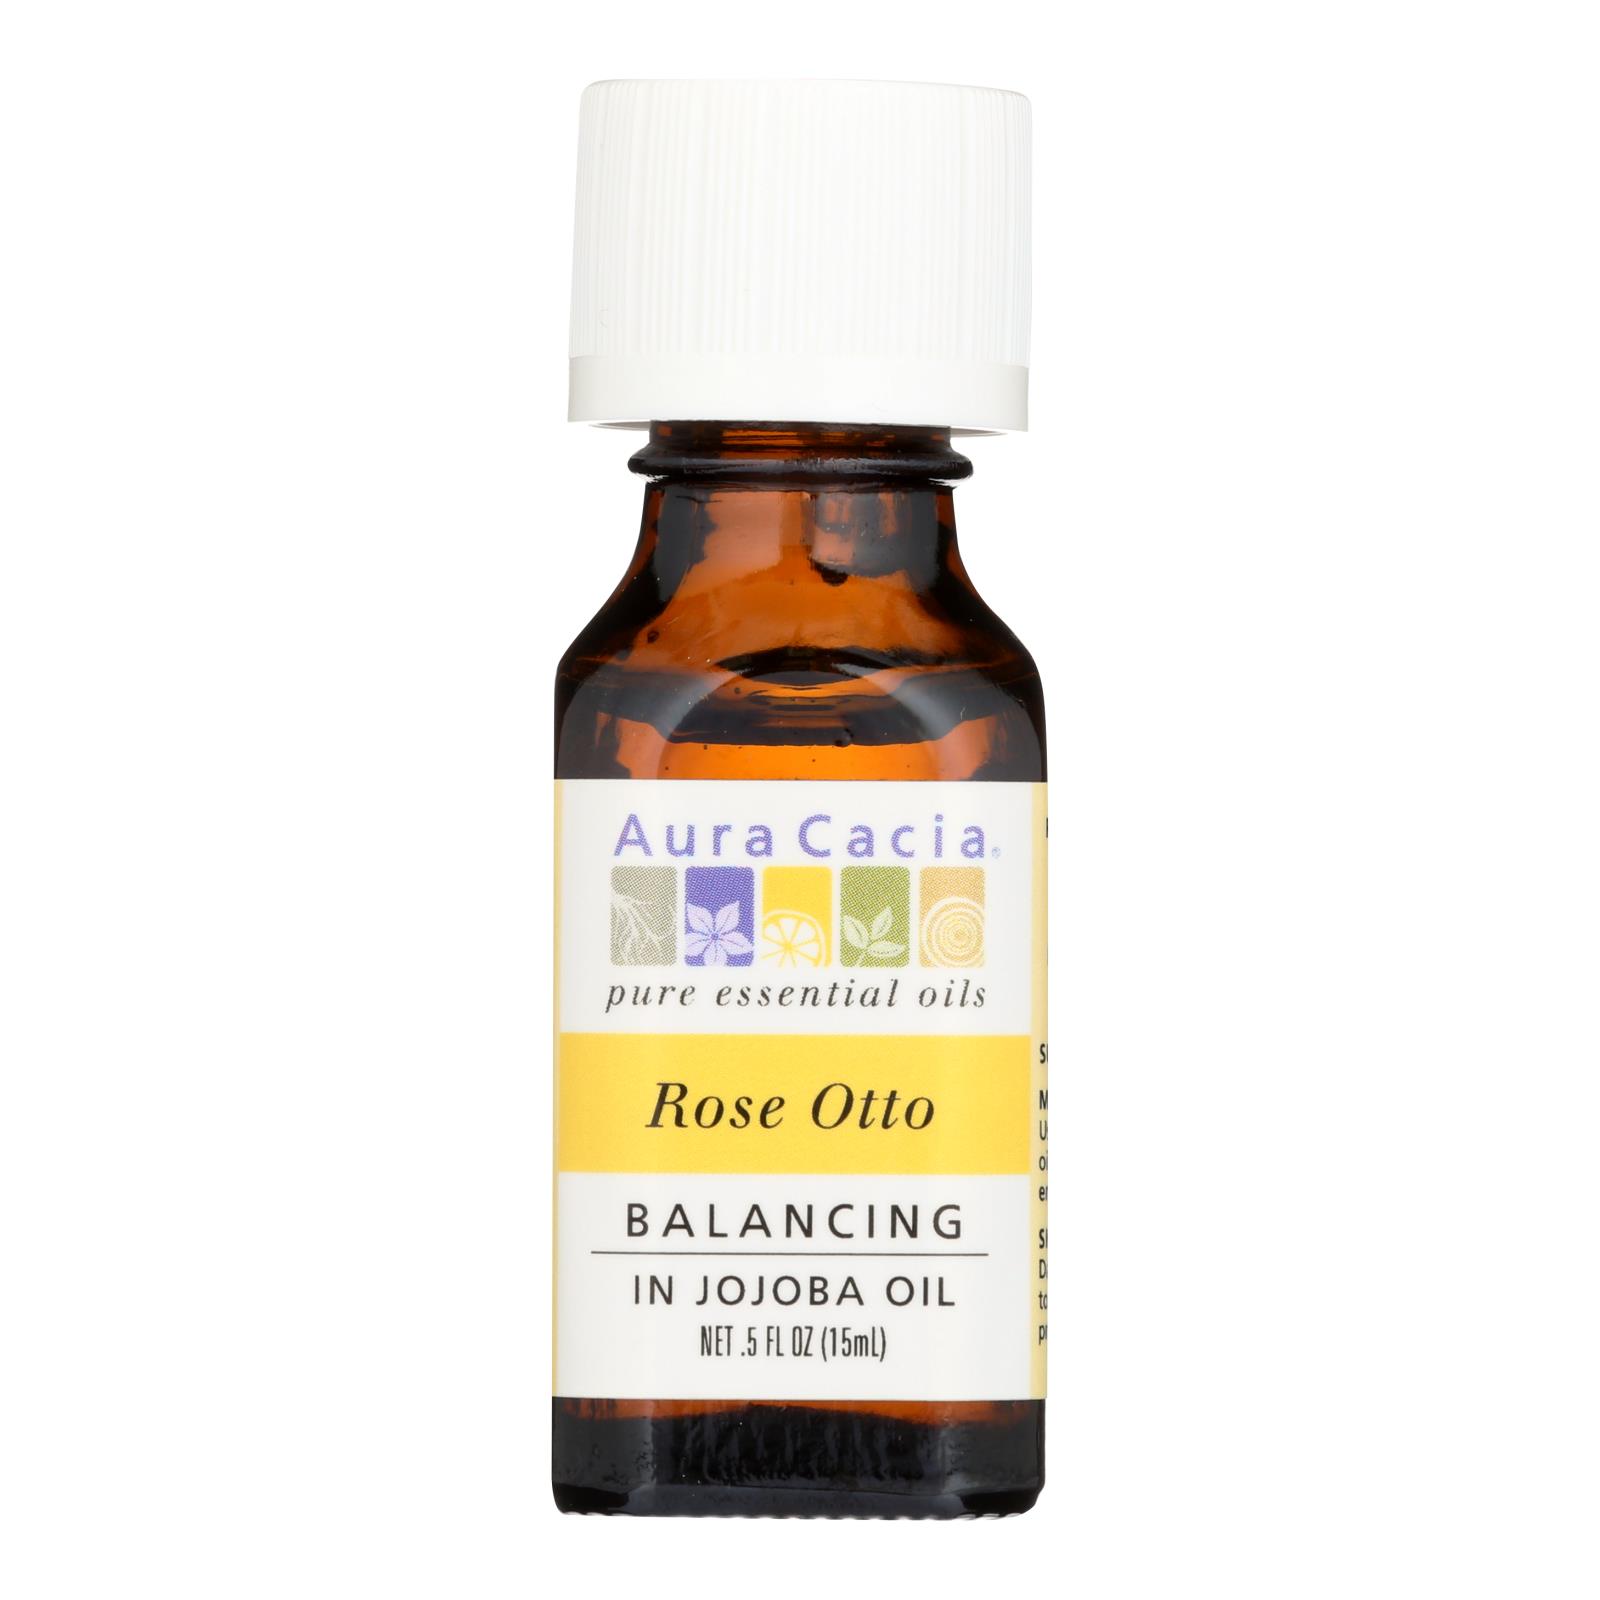 Aura Cacia®
pure essential oils
Rose Otto
BALANCING
IN JOJOBA OIL
NET .5 FL OZ (15mL)